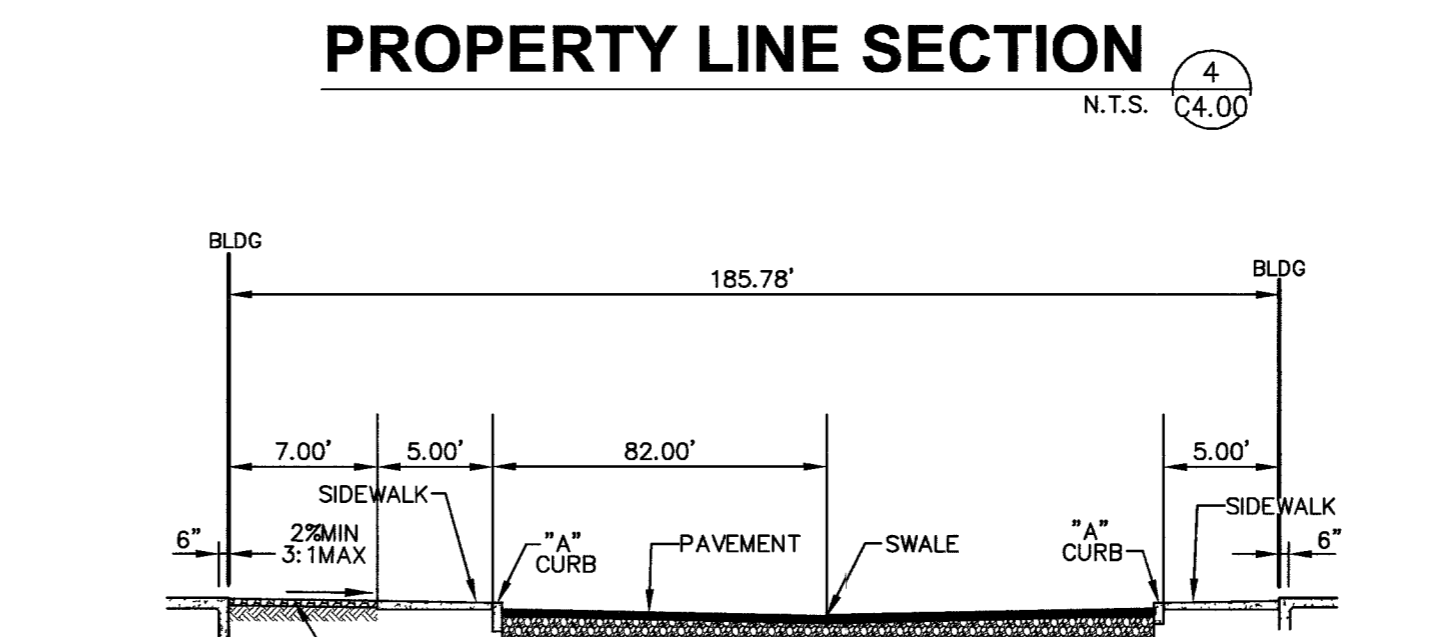 PROPERTY LINE SECTION
4
N.T.S.
C4.00
BLDG
BLDG
185.78'
7.00'
5.00'
82.00'
5.00'
SIDEWALK
SIDEWALK
6"
2%MIN
3:1MAX
"A"
CURB
PAVEMENT
SWALE
"A"
CURB
6"